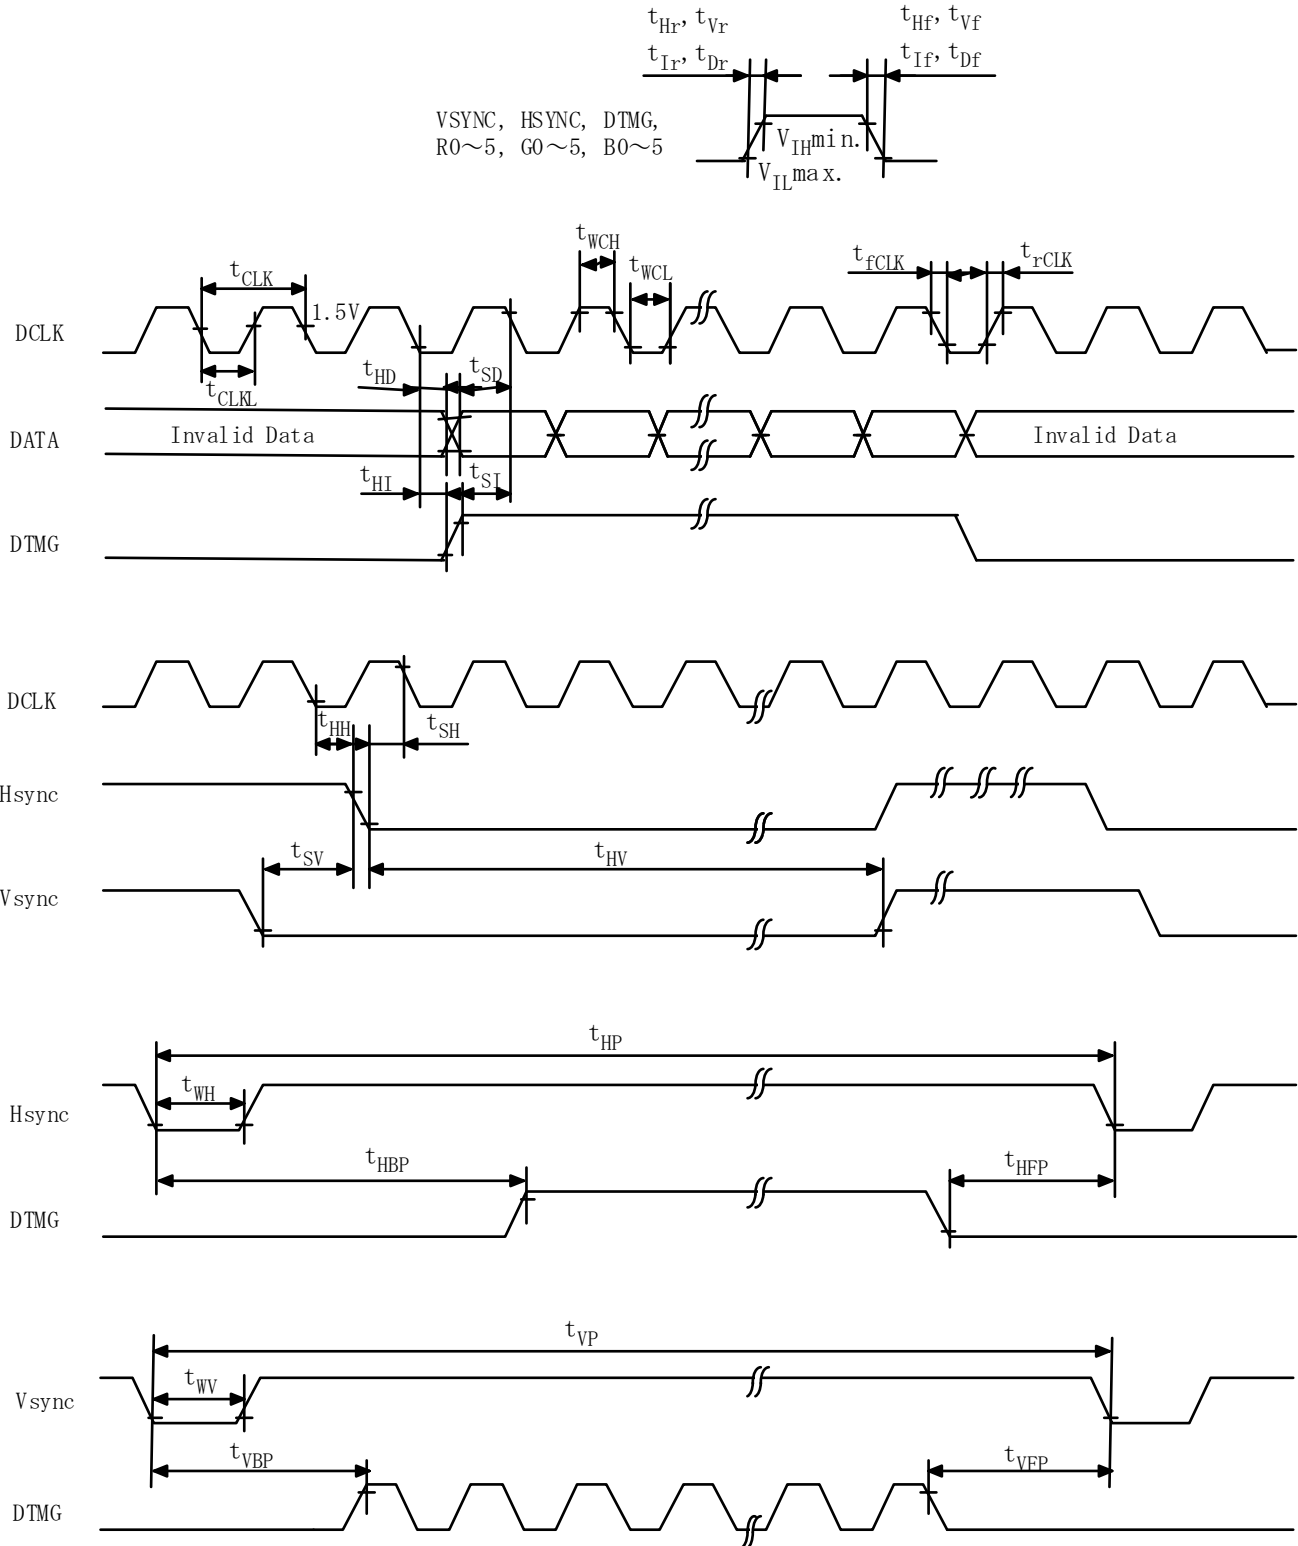 tHr, tVr
tHf, tVf
tIr, tDr
tIf, tDf
VSYNC, HSYNC, DTMG,
R0～5, G0～5, B0～5
VIHmin.
VILmax.
tWCH
tWCL
tfCLK
trCLK
tCLK
1.5V
DCLK
tCLKL
tHD
tSD
DATA
Invalid Data
Invalid Data
tHI
tSI
DTMG
DCLK
tHH
tSH
Hsync
tSV
tHV
Vsync
tHP
tWH
Hsync
tHBP
tHFP
DTMG
tVP
tWV
Vsync
tVBP
tVFP
DTMG